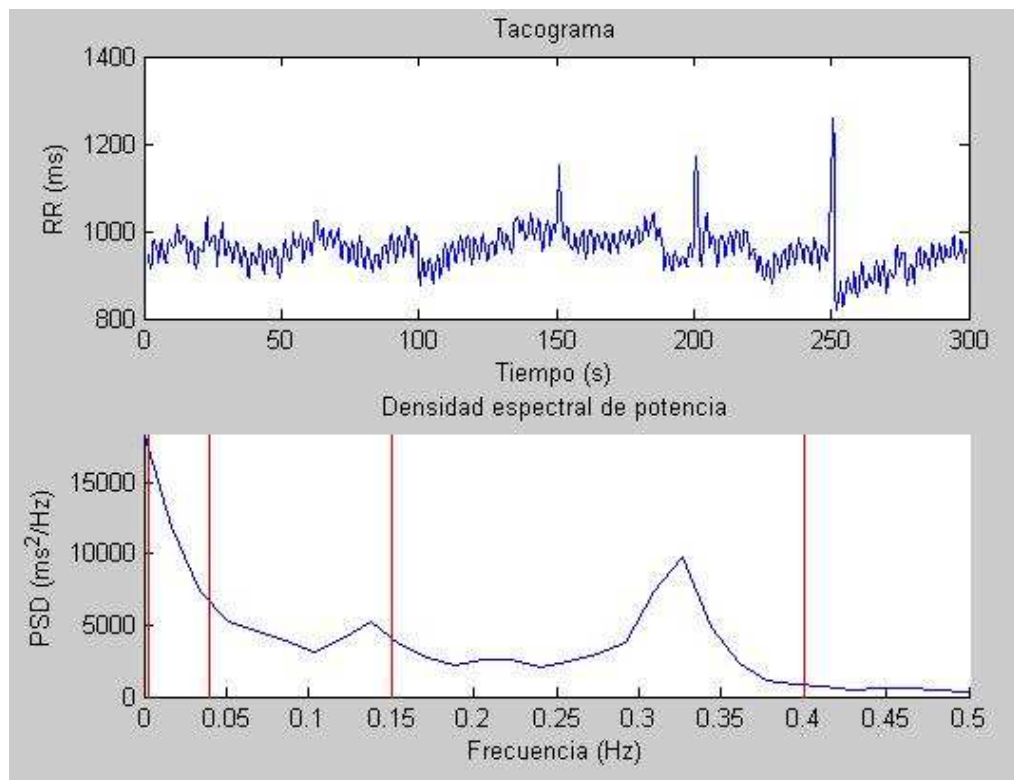 Tacograma
1400
1200
1000
800
RR (ms)
0 50 100 150 200 250 300
Tiempo (s)
Densidad espectral de potencia
15000
10000
5000
0
PSD (ms²/Hz)
0 0.05 0.1 0.15 0.2 0.25 0.3 0.35 0.4 0.45 0.5
Frecuencia (Hz)